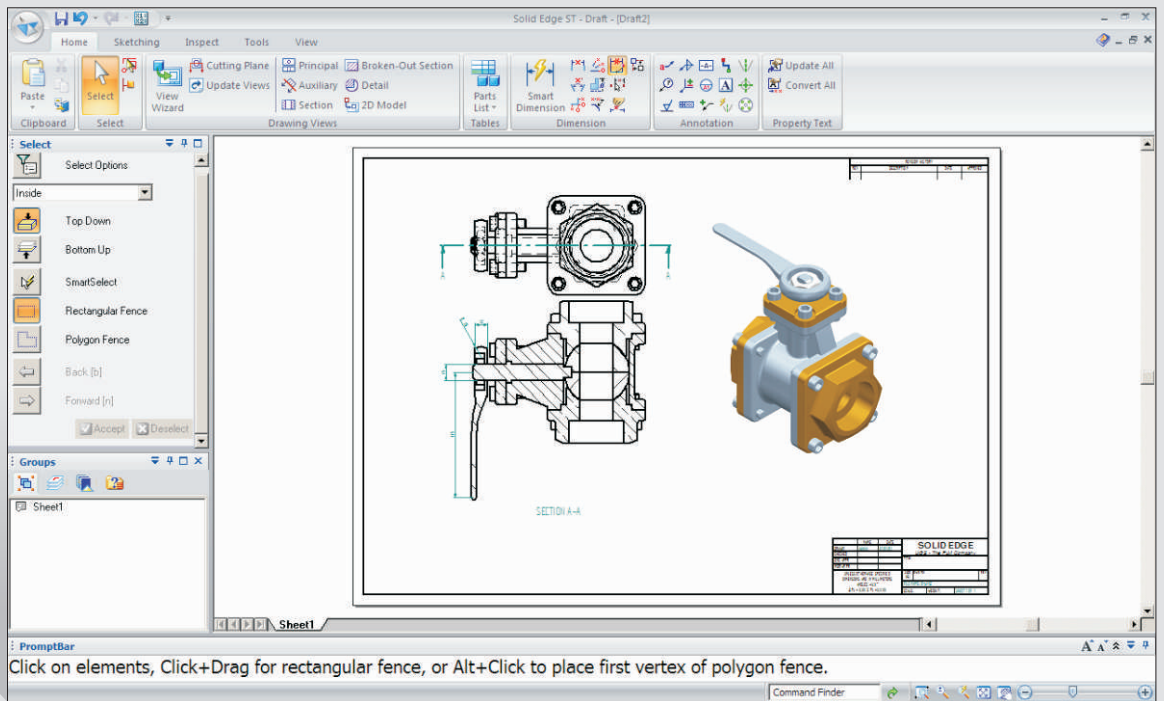 Solid Edge ST - Draft - [Draft2]
Home Sketching Inspect Tools View
Paste
Clipboard
Select
Select
View Wizard
Cutting Plane
Update Views
Principal
Auxiliary
Section
Broken-Out Section
Detail
2D Model
Drawing Views
Parts List
Tables
Smart Dimension
Dimension
A
Annotation
Update All
Convert All
Property Text
Select
Select Options
Inside
Top Down
Bottom Up
SmartSelect
Rectangular Fence
Polygon Fence
Back [b]
Forward [n]
Accept Deselect
Groups
Sheet1
A A
SECTION A-A
SOLID EDGE
Sheet1
PromptBar
Click on elements, Click+Drag for rectangular fence, or Alt+Click to place first vertex of polygon fence.
Command Finder